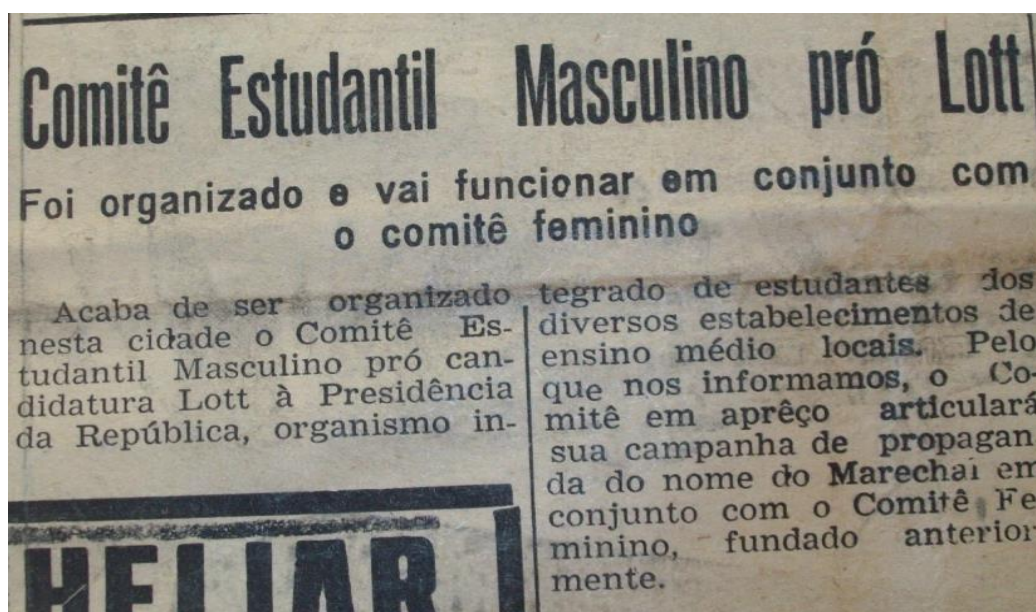 Comitê Estudantil Masculino pró Lott
Foi organizado e vai funcionar em conjunto com
o comitê feminino
Acaba de ser organizado
nesta cidade o Comitê Es-
tudantil Masculino pró can-
didatura Lott à Presidência
da República, organismo in-
tegrado de estudantes dos
diversos estabelecimentos de
ensino médio locais. Pelo
que nos informamos, o Co-
mitê em aprêço articulará
sua campanha de propagan
da do nome do Marechal em
conjunto com o Comitê Fe
minino, fundado anterior
mente.
HELIAR